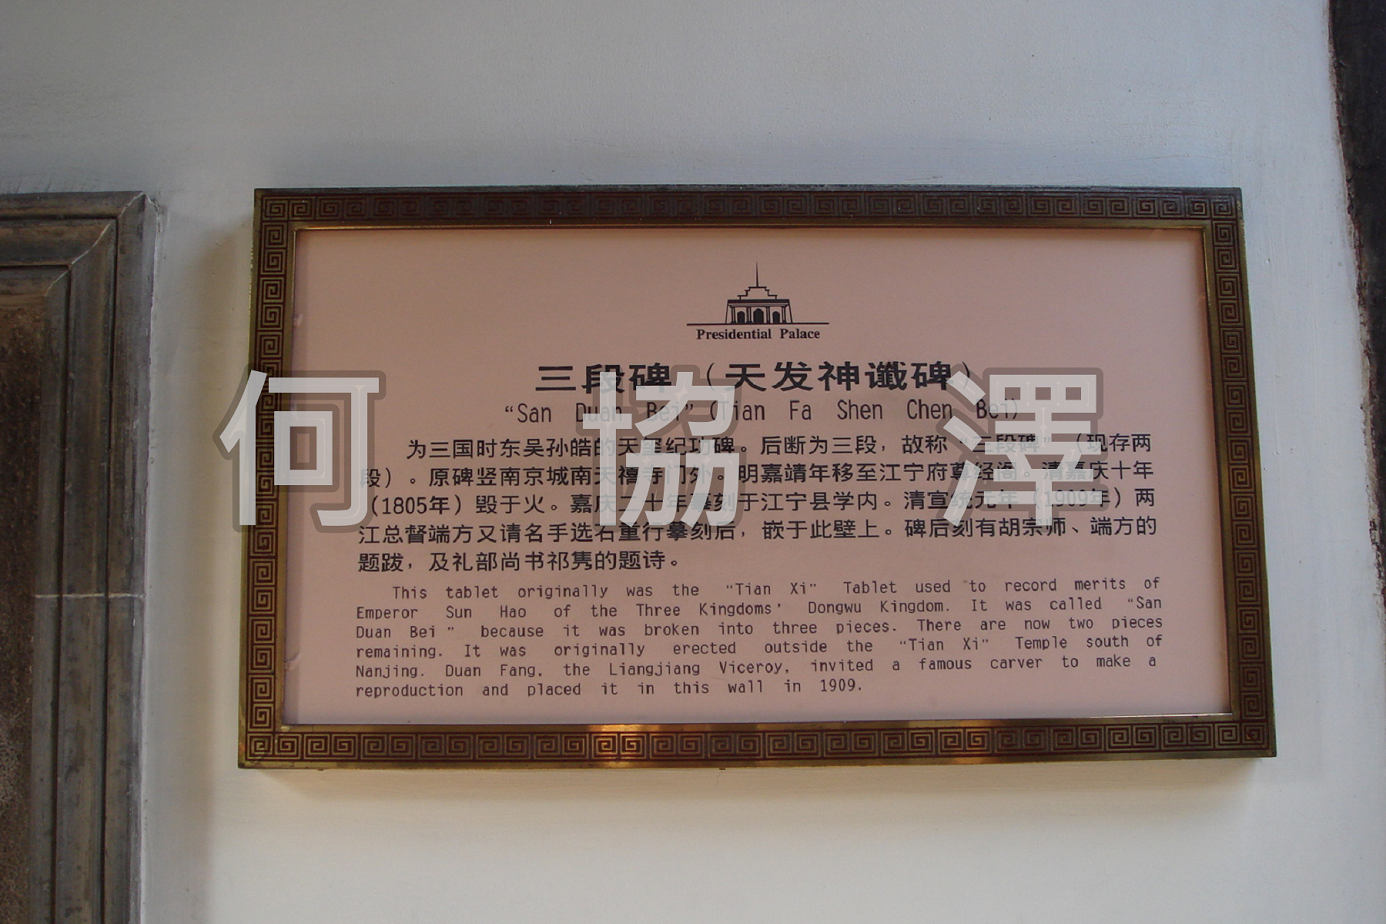 Presidential Palace
三段碑（天发神谶碑）
“San Duan Bei” (Tian Fa Shen Chen Bei)
为三国时东吴孙皓的天玺纪功碑。后断为三段，故称“三段碑”（现存两
段）。原碑竖南京城南天禧寺门外。明嘉靖年移至江宁府尊经阁。清嘉庆十年
（1805年）毁于火。嘉庆二十年摹刻于江宁县学内。清宣统元年（1909年）两
江总督端方又请名手选石重行摹刻后，嵌于此壁上。碑后刻有胡宗师、端方的
题跋，及礼部尚书祁隽的题诗。
This tablet originally was the “Tian Xi” Tablet used to record merits of
Emperor Sun Hao of the Three Kingdoms' Dongwu Kingdom. It was called “San
Duan Bei ” because it was broken into three pieces. There are now two pieces
remaining. It was originally erected outside the “Tian Xi” Temple south of
Nanjing. Duan Fang, the Liangjiang Viceroy, invited a famous carver to make a
reproduction and placed it in this wall in 1909.
何協澤